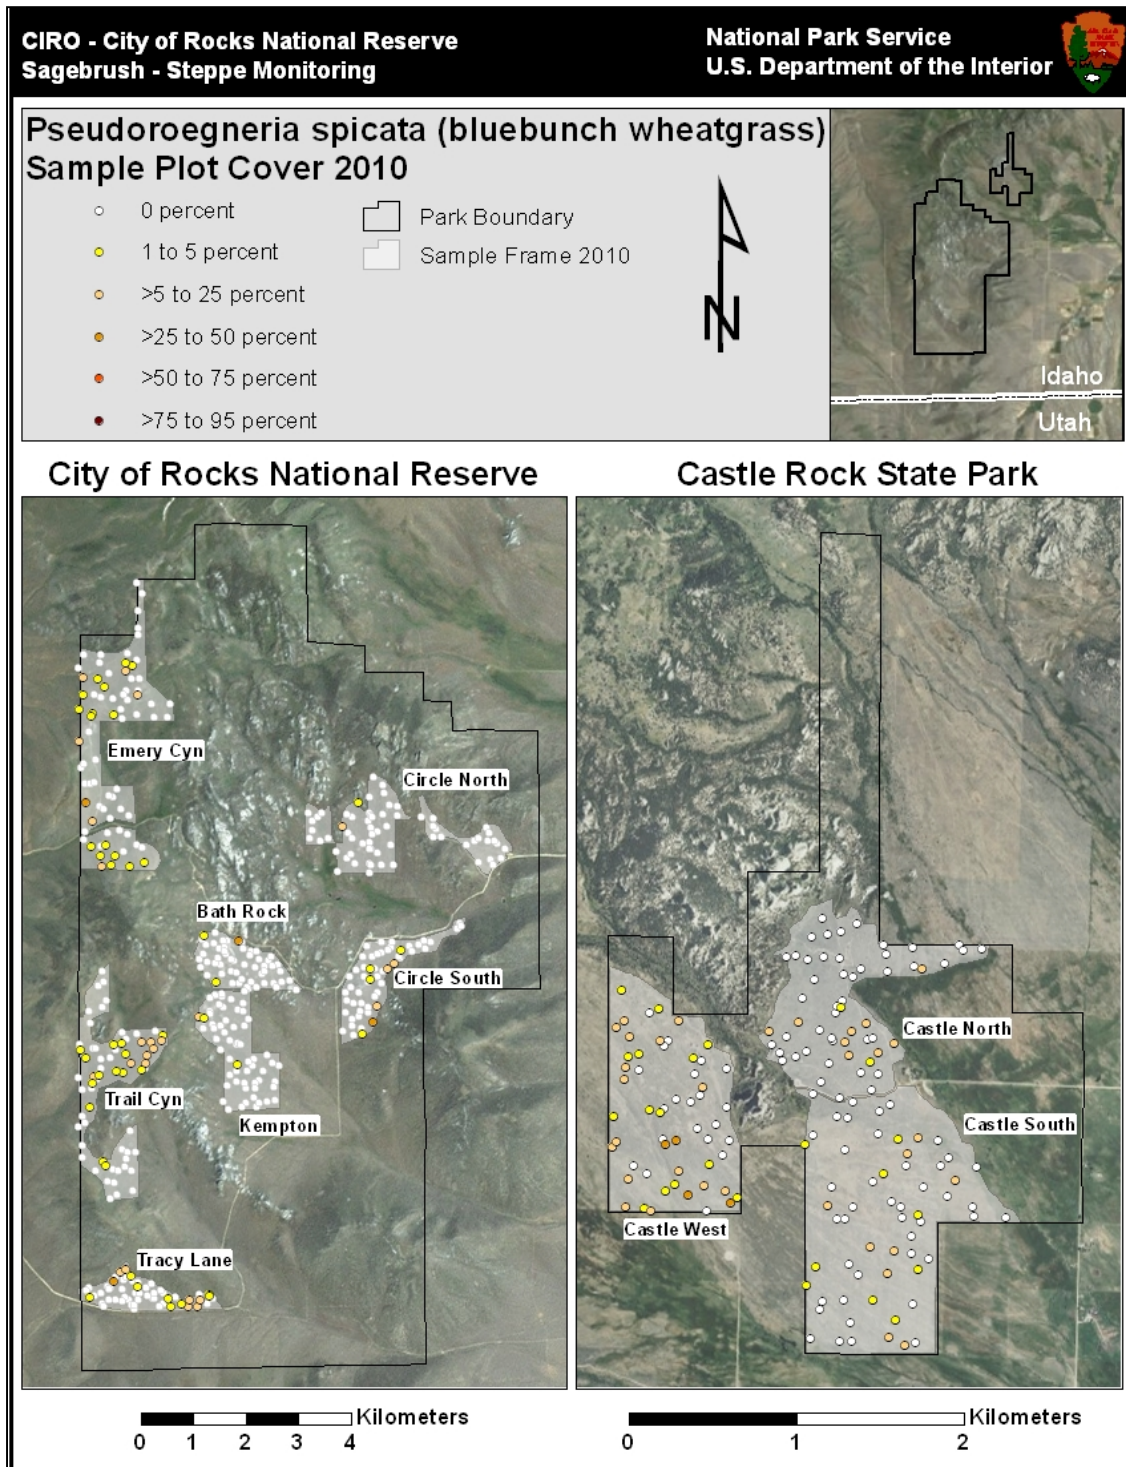 CIRO - City of Rocks National Reserve
Sagebrush - Steppe Monitoring
National Park Service
U.S. Department of the Interior
Pseudoroegneria spicata (bluebunch wheatgrass)
Sample Plot Cover 2010
0 percent
1 to 5 percent
>5 to 25 percent
>25 to 50 percent
>50 to 75 percent
>75 to 95 percent
Park Boundary
Sample Frame 2010
N
Idaho
Utah
City of Rocks National Reserve
Emery Cyn
Circle North
Bath Rock
Circle South
Trail Cyn
Kempton
Tracy Lane
Kilometers
0 1 2 3 4
Castle Rock State Park
Castle North
Castle South
Castle West
Kilometers
0 1 2